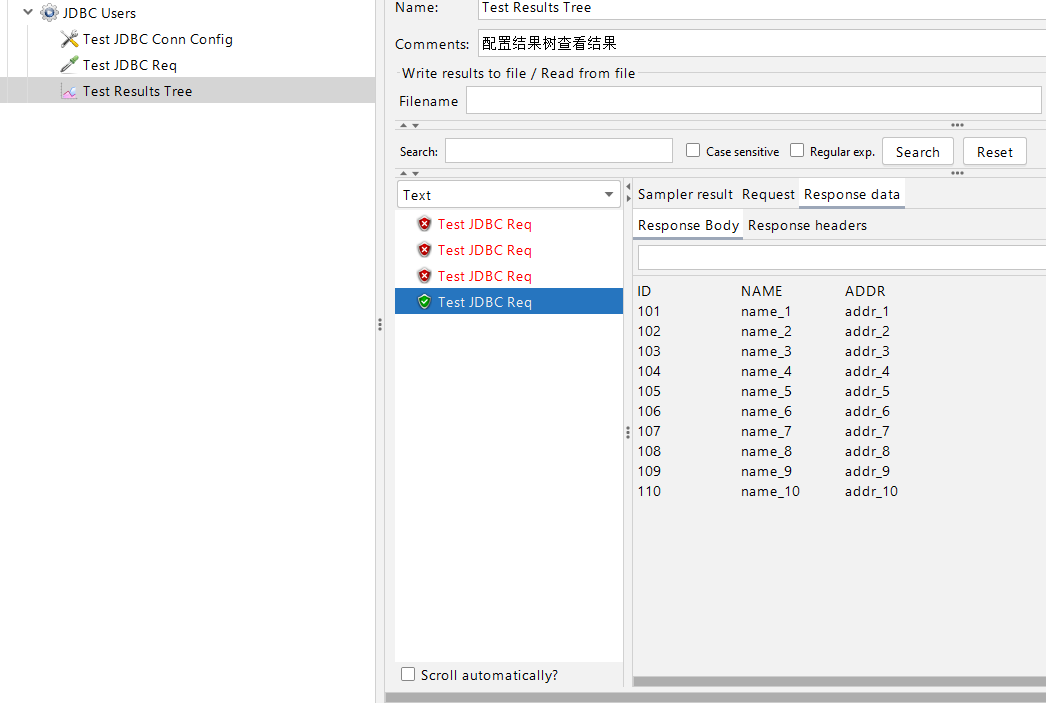 JDBC Users
Test JDBC Conn Config
Test JDBC Req
Test Results Tree
Name: Test Results Tree
Comments: 配置结果树查看结果
Write results to file / Read from file
Filename
Search: Case sensitive Regular exp. Search Reset
Text
Test JDBC Req
Test JDBC Req
Test JDBC Req
Test JDBC Req
Scroll automatically?
Sampler result Request Response data
Response Body Response headers
ID NAME ADDR
101 name_1 addr_1
102 name_2 addr_2
103 name_3 addr_3
104 name_4 addr_4
105 name_5 addr_5
106 name_6 addr_6
107 name_7 addr_7
108 name_8 addr_8
109 name_9 addr_9
110 name_10 addr_10